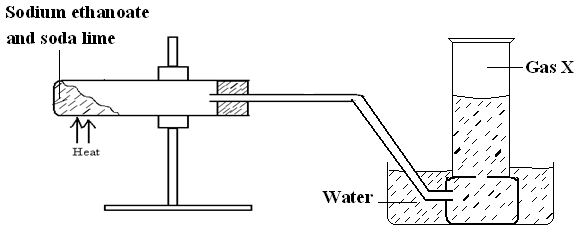 Sodium ethanoate
and soda lime
Gas X
Heat
Water